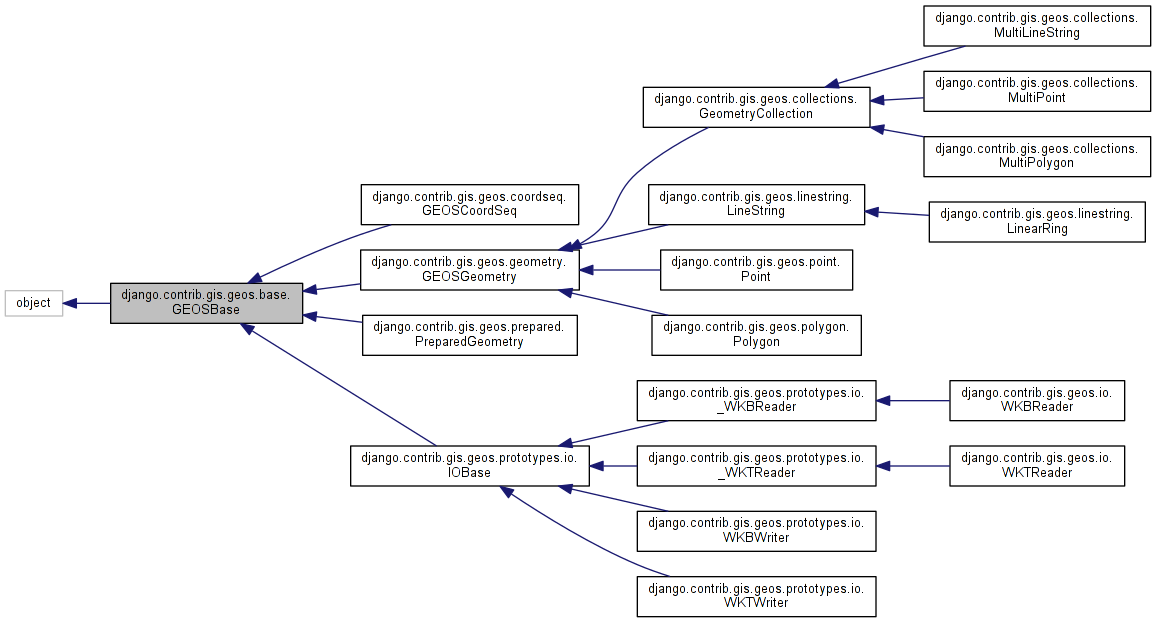 django.contrib.gis.geos.collections.
MultiLineString
django.contrib.gis.geos.collections.
MultiPoint
django.contrib.gis.geos.collections.
GeometryCollection
django.contrib.gis.geos.collections.
MultiPolygon
django.contrib.gis.geos.coordseq.
GEOSCoordSeq
django.contrib.gis.geos.linestring.
LineString
django.contrib.gis.geos.linestring.
LinearRing
django.contrib.gis.geos.geometry.
GEOSGeometry
django.contrib.gis.geos.point.
Point
object
django.contrib.gis.geos.base.
GEOSBase
django.contrib.gis.geos.prepared.
PreparedGeometry
django.contrib.gis.geos.polygon.
Polygon
django.contrib.gis.geos.prototypes.io.
_WKBReader
django.contrib.gis.geos.io.
WKBReader
django.contrib.gis.geos.prototypes.io.
IOBase
django.contrib.gis.geos.prototypes.io.
_WKTReader
django.contrib.gis.geos.io.
WKTReader
django.contrib.gis.geos.prototypes.io.
WKBWriter
django.contrib.gis.geos.prototypes.io.
WKTWriter